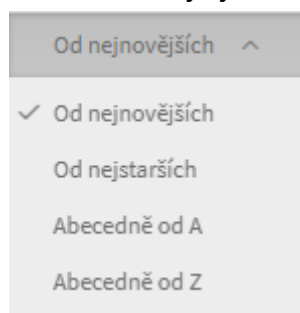 Od nejnovějších
Od nejnovějších
Od nejstarších
Abecedně od A
Abecedně od Z